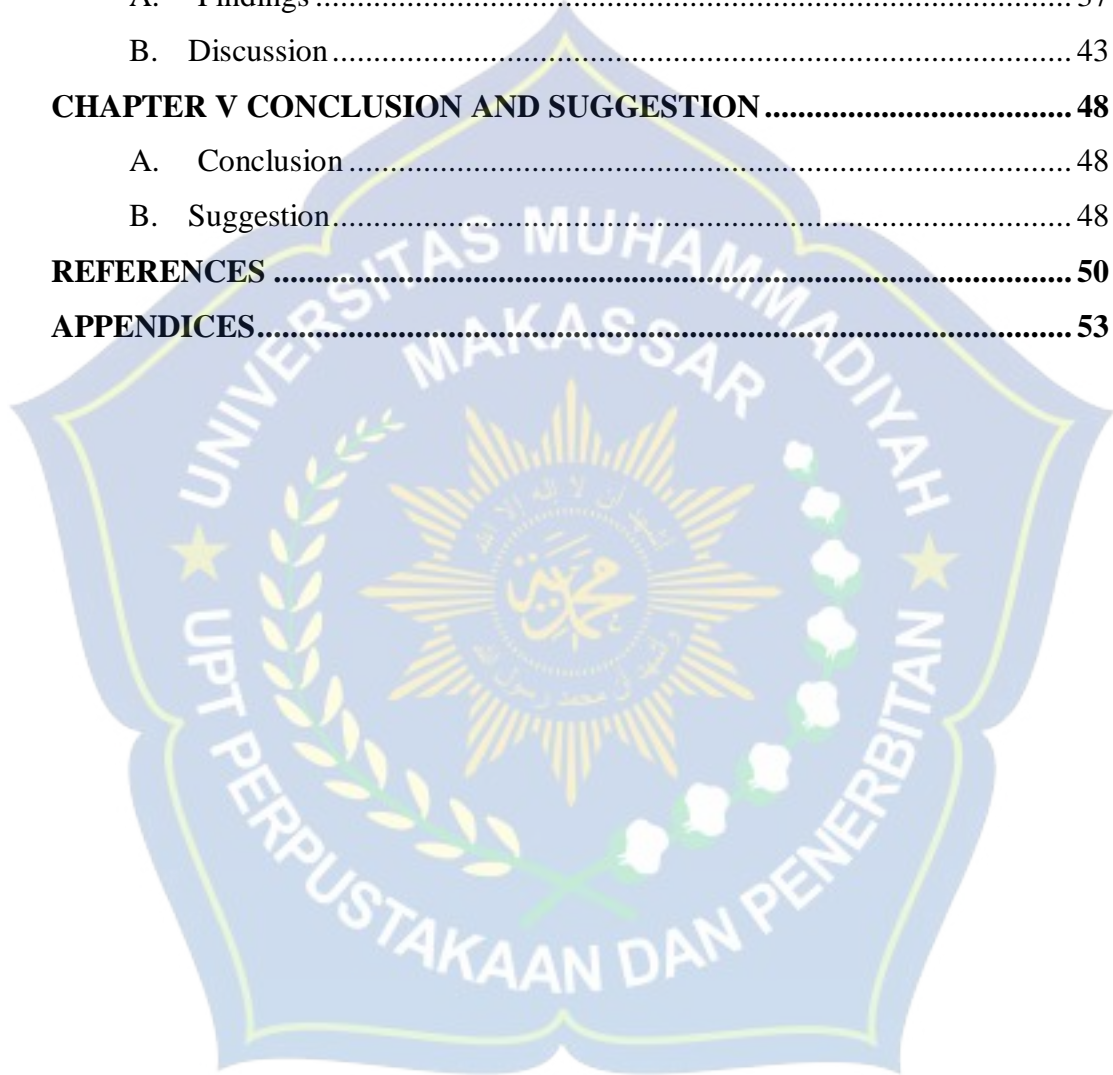 B. Discussion ........ 43
CHAPTER V CONCLUSION AND SUGGESTION ........ 48
A. Conclusion ........ 48
B. Suggestion ........ 48
REFERENCES ........ 50
APPENDICES ........ 53
UNIVERSITAS MUHAMMADIYAH
MAKASSAR
محمدية
UPT PERPUSTAKAAN DAN PENERBITAN